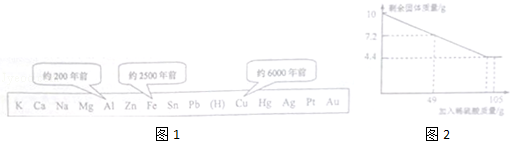 约200年前 约2500年前 约6000年前
K Ca Na Mg Al Zn Fe Sn Pb (H) Cu Hg Ag Pt Au
图1
剩余固体质量/g
10
7.2
4.4
49 105
加入稀硫酸质量/g
图2